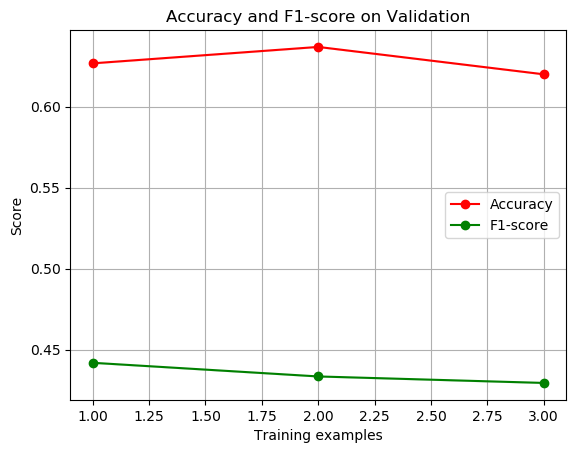 Accuracy and F1-score on Validation
Score
0.60
0.55
0.50
0.45
Accuracy
F1-score
1.00 1.25 1.50 1.75 2.00 2.25 2.50 2.75 3.00
Training examples